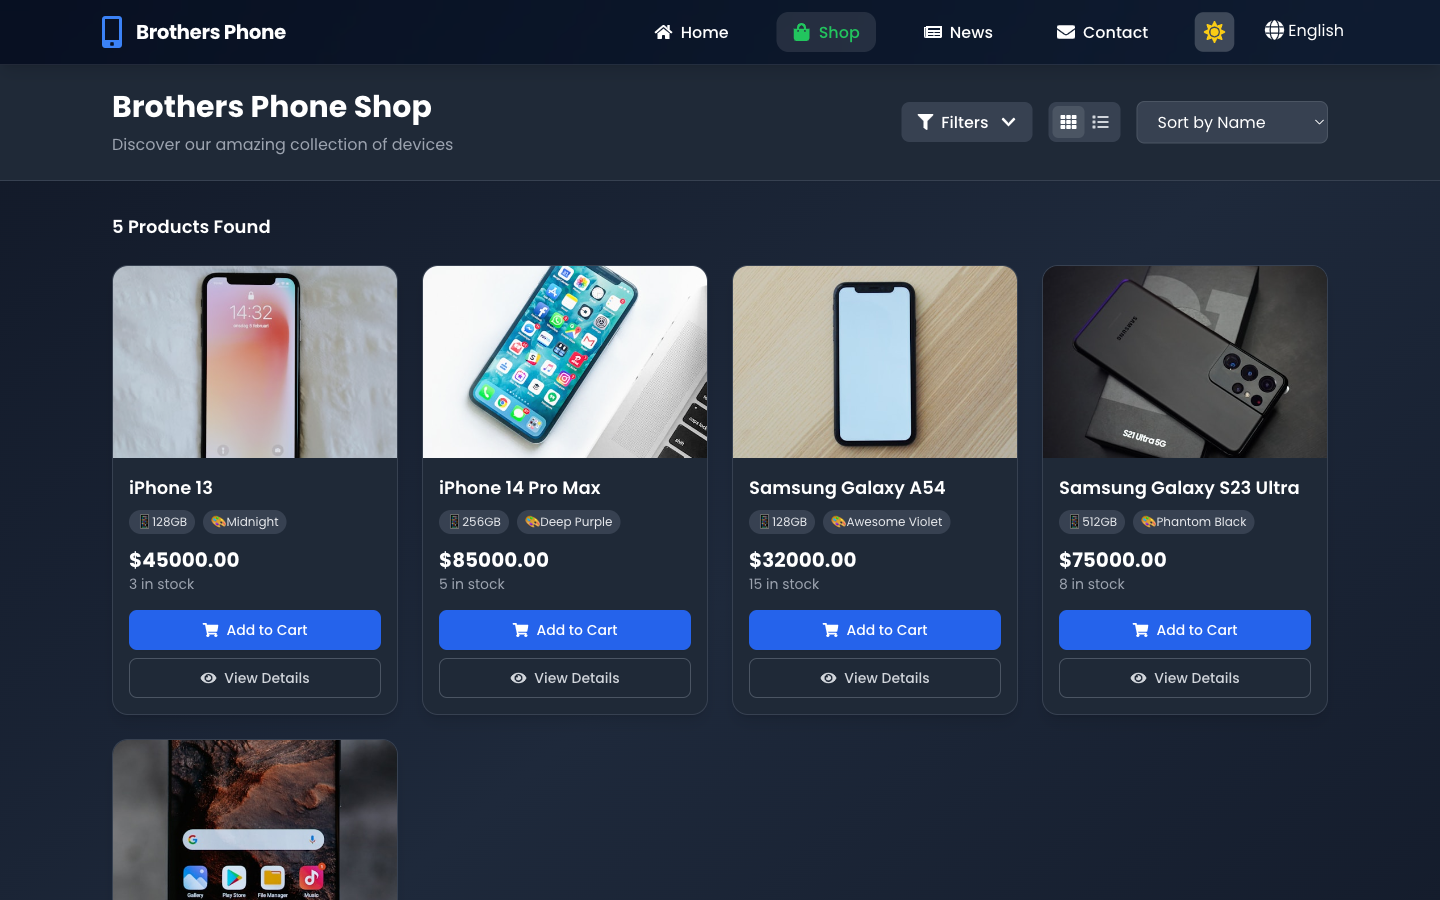 Brothers Phone
Home
Shop
News
Contact
English
Brothers Phone Shop
Discover our amazing collection of devices
Filters
Sort by Name
5 Products Found
14:32
SAMSUNG
S21 Ultra 5G
shift
iPhone 13
128GB
Midnight
$45000.00
3 in stock
Add to Cart
View Details
iPhone 14 Pro Max
256GB
Deep Purple
$85000.00
5 in stock
Add to Cart
View Details
Samsung Galaxy A54
128GB
Awesome Violet
$32000.00
15 in stock
Add to Cart
View Details
Samsung Galaxy S23 Ultra
512GB
Phantom Black
$75000.00
8 in stock
Add to Cart
View Details
Gallery
Play Store
File Manager
Music